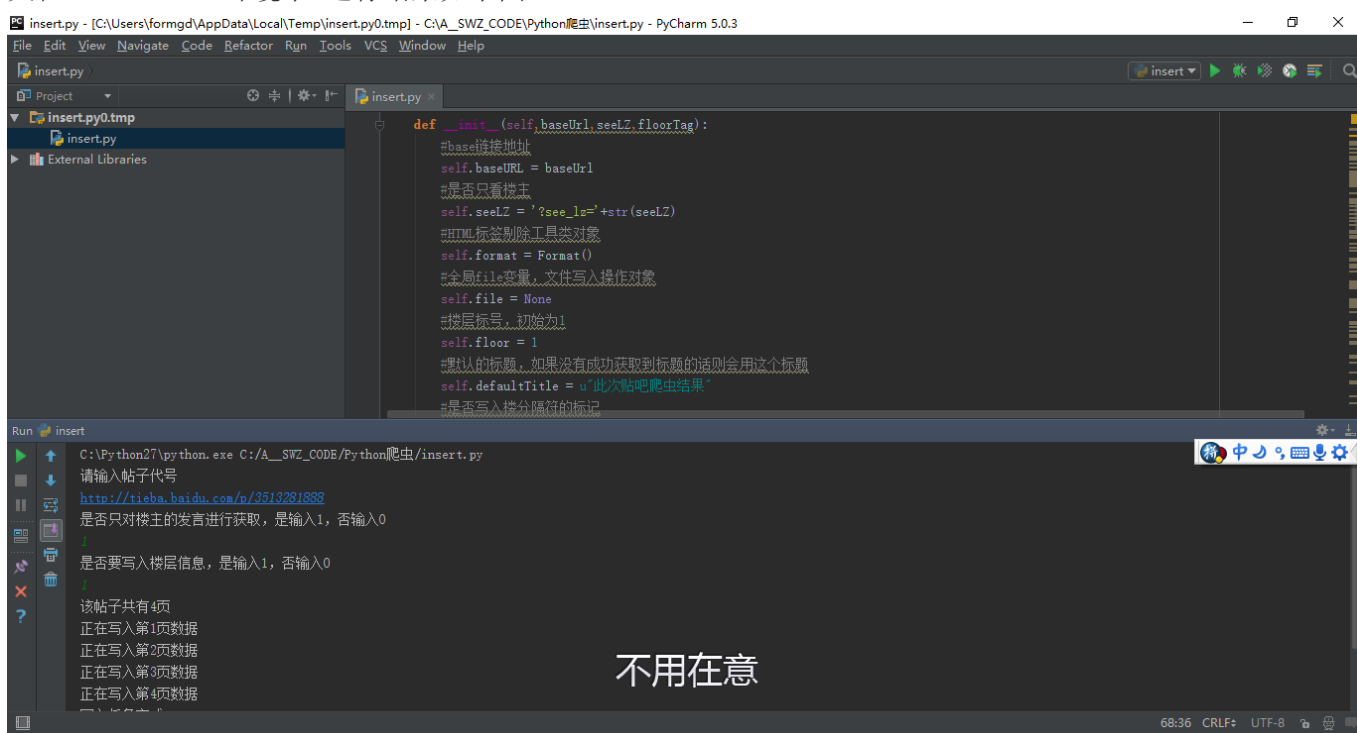 insert.py - [C:\Users\formgd\AppData\Local\Temp\insert.py0.tmp] - C:\A__SWZ_CODE\Python爬虫\insert.py - PyCharm 5.0.3
File Edit View Navigate Code Refactor Run Tools VCS Window Help
insert.py
insert
Project
insert.py
insert.py0.tmp
insert.py
External Libraries
def __init__(self,baseUrl,seeLZ,floorTag):
#base链接地址
self.baseURL = baseUrl
#是否只看楼主
self.seeLZ = '?see_lz='+str(seeLZ)
#HTML标签剔除工具类对象
self.format = Format()
#全局file变量，文件写入操作对象
self.file = None
#楼层标号，初始为1
self.floor = 1
#默认的标题，如果没有成功获取到标题的话则会用这个标题
self.defaultTitle = u"此次贴吧爬虫结果"
#是否写入楼分隔符的标记
Run insert
C:\Python27\python.exe C:/A__SWZ_CODE/Python爬虫/insert.py
中
请输入帖子代号
http://tieba.baidu.com/p/3513281888
是否只对楼主的发言进行获取，是输入1，否输入0
1
是否要写入楼层信息，是输入1，否输入0
1
该帖子共有4页
正在写入第1页数据
正在写入第2页数据
正在写入第3页数据
正在写入第4页数据
不用在意
68:36 CRLF UTF-8